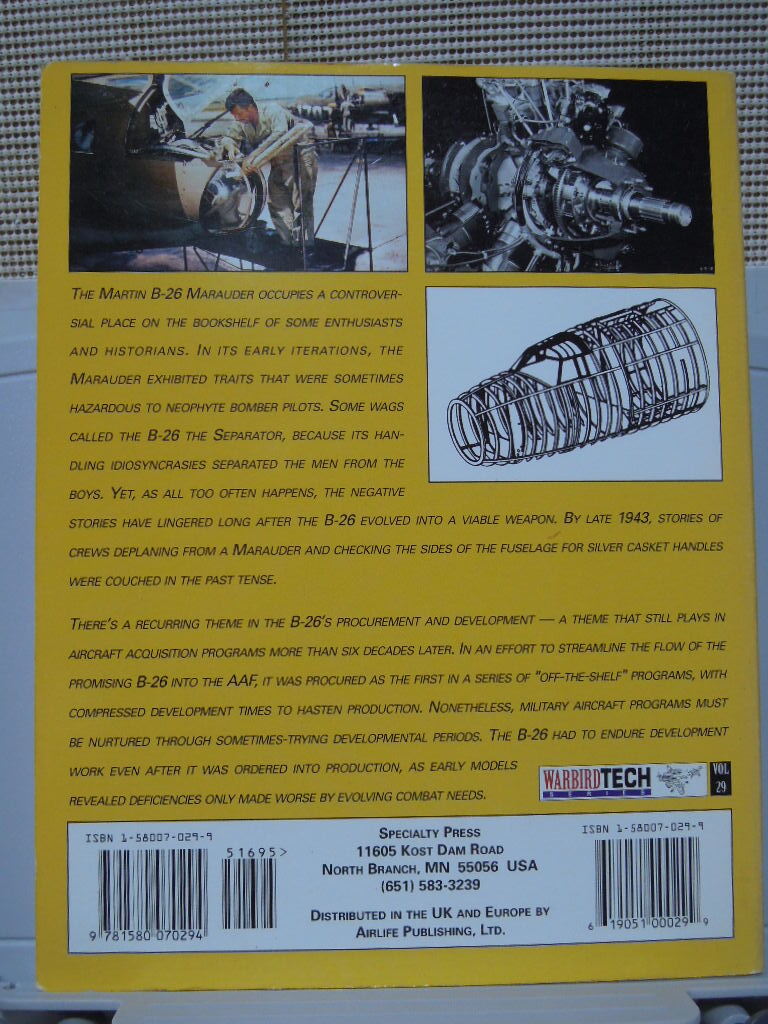 THE MARTIN B-26 MARAUDER OCCUPIES A CONTROVER-
SIAL PLACE ON THE BOOKSHELF OF SOME ENTHUSIASTS
AND HISTORIANS. IN ITS EARLY ITERATIONS, THE
MARAUDER EXHIBITED TRAITS THAT WERE SOMETIMES
HAZARDOUS TO NEOPHYTE BOMBER PILOTS. SOME WAGS
CALLED THE B-26 THE SEPARATOR, BECAUSE ITS HAN-
DLING IDIOSYNCRASIES SEPARATED THE MEN FROM THE
BOYS. YET, AS ALL TOO OFTEN HAPPENS, THE NEGATIVE
STORIES HAVE LINGERED LONG AFTER THE B-26 EVOLVED INTO A VIABLE WEAPON. BY LATE 1943, STORIES OF
CREWS DEPLANING FROM A MARAUDER AND CHECKING THE SIDES OF THE FUSELAGE FOR SILVER CASKET HANDLES
WERE COUCHED IN THE PAST TENSE.
THERE'S A RECURRING THEME IN THE B-26'S PROCUREMENT AND DEVELOPMENT — A THEME THAT STILL PLAYS IN
AIRCRAFT ACQUISITION PROGRAMS MORE THAN SIX DECADES LATER. IN AN EFFORT TO STREAMLINE THE FLOW OF THE
PROMISING B-26 INTO THE AAF, IT WAS PROCURED AS THE FIRST IN A SERIES OF "OFF-THE-SHELF" PROGRAMS, WITH
COMPRESSED DEVELOPMENT TIMES TO HASTEN PRODUCTION. NONETHELESS, MILITARY AIRCRAFT PROGRAMS MUST
BE NURTURED THROUGH SOMETIMES-TRYING DEVELOPMENTAL PERIODS. THE B-26 HAD TO ENDURE DEVELOPMENT
WORK EVEN AFTER IT WAS ORDERED INTO PRODUCTION, AS EARLY MODELS
REVEALED DEFICIENCIES ONLY MADE WORSE BY EVOLVING COMBAT NEEDS.
WARBIRDTECH
SERIES
VOL
29
ISBN 1-58007-029-9
51695>
9 781580 070294
SPECIALTY PRESS
11605 KOST DAM ROAD
NORTH BRANCH, MN 55056 USA
(651) 583-3239
DISTRIBUTED IN THE UK AND EUROPE BY
AIRLIFE PUBLISHING, LTD.
ISBN 1-58007-029-9
6 19051 00029 9